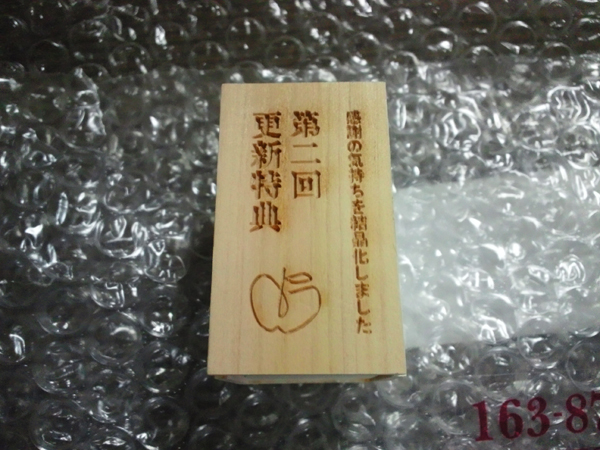 感謝の気持ちを結晶化しました
第二回
更新特典
163-87